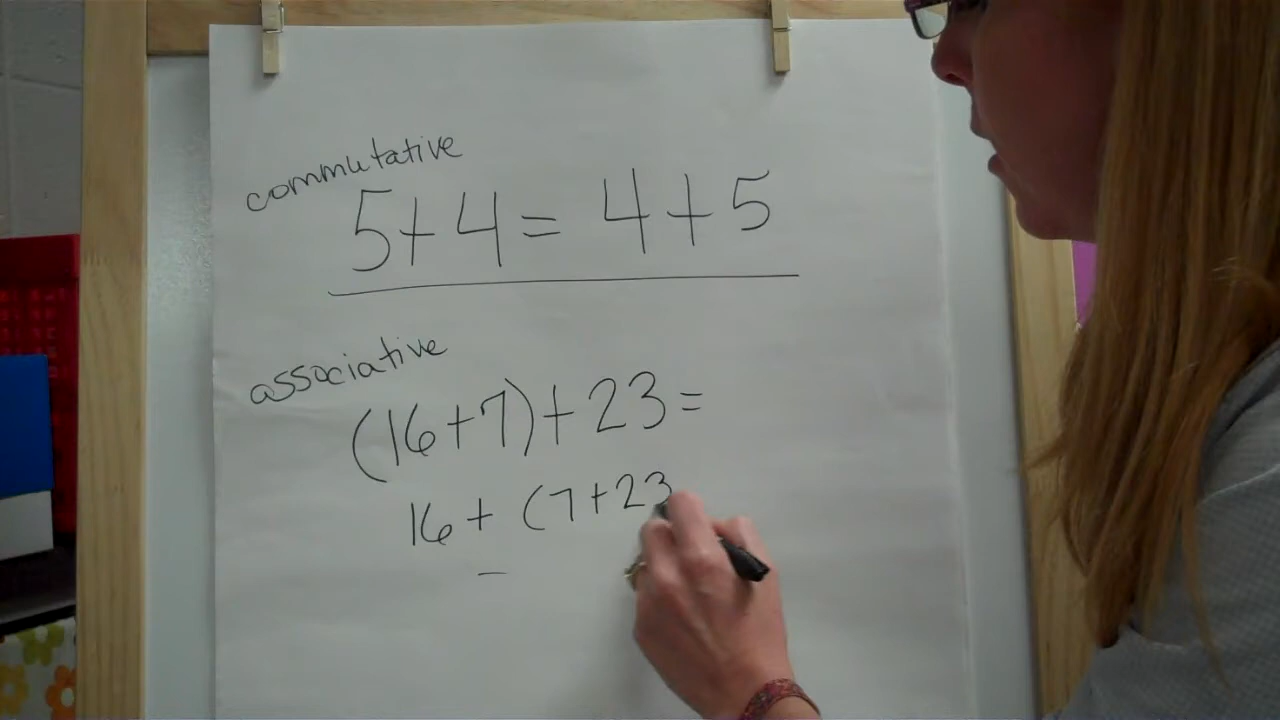 commutative
5+4 = 4+5
associative
(16+7)+23=
16+(7+23